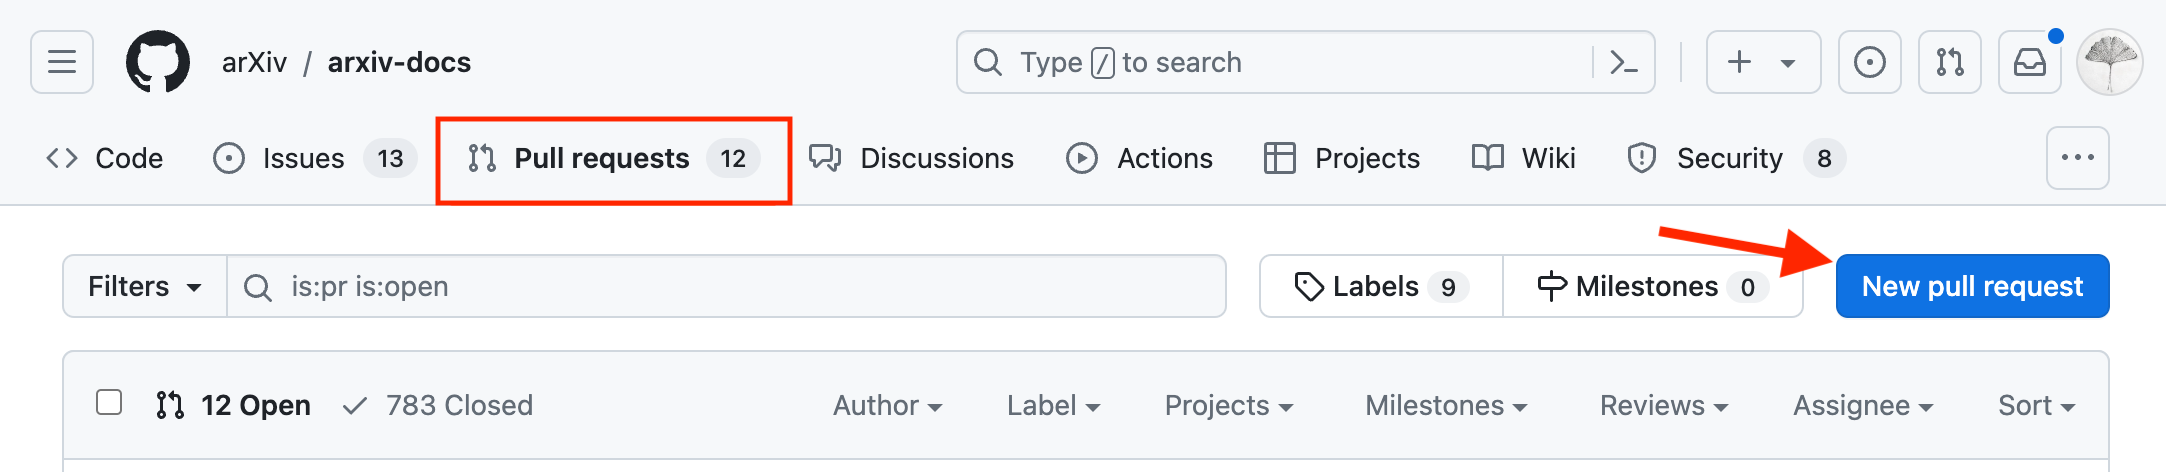 arXiv / arxiv-docs Type / to search
Code Issues 13 Pull requests 12 Discussions Actions Projects Wiki Security 8
Filters is:pr is:open Labels 9 Milestones 0 New pull request
12 Open 783 Closed Author Label Projects Milestones Reviews Assignee Sort